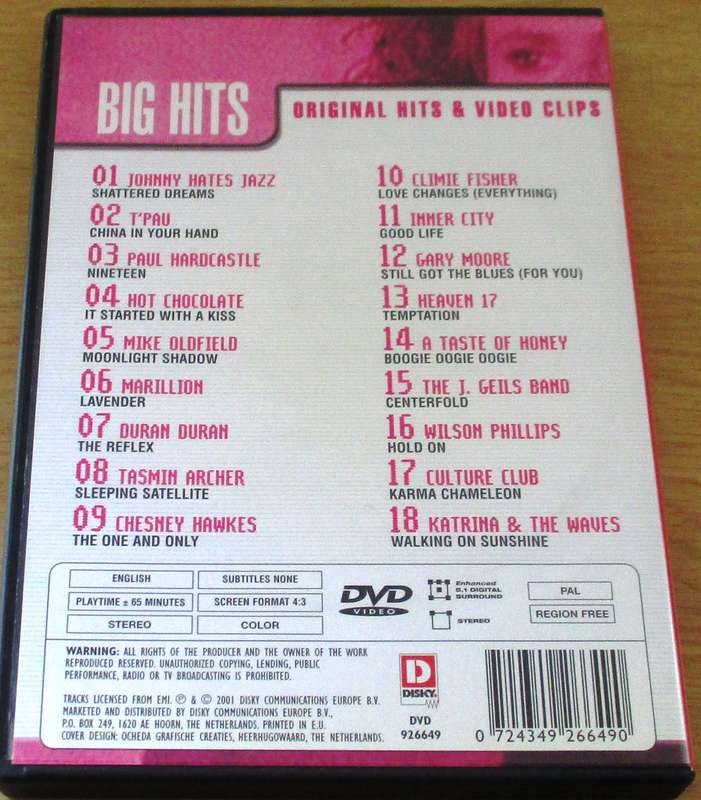 BIG HITS
ORIGINAL HITS & VIDEO CLIPS
01 JOHNNY HATES JAZZ
SHATTERED DREAMS
02 T'PAU
CHINA IN YOUR HAND
03 PAUL HARDCASTLE
NINETEEN
04 HOT CHOCOLATE
IT STARTED WITH A KISS
05 MIKE OLDFIELD
MOONLIGHT SHADOW
06 MARILLION
LAVENDER
07 DURAN DURAN
THE REFLEX
08 TASMIN ARCHER
SLEEPING SATELLITE
09 CHESNEY HAWKES
THE ONE AND ONLY
10 CLIMIE FISHER
LOVE CHANGES (EVERYTHING)
11 INNER CITY
GOOD LIFE
12 GARY MOORE
STILL GOT THE BLUES (FOR YOU)
13 HEAVEN 17
TEMPTATION
14 A TASTE OF HONEY
BOOGIE OOGIE OOGIE
15 THE J. GEILS BAND
CENTERFOLD
16 WILSON PHILLIPS
HOLD ON
17 CULTURE CLUB
KARMA CHAMELEON
18 KATRINA & THE WAVES
WALKING ON SUNSHINE
ENGLISH
SUBTITLES NONE
PLAYTIME ± 65 MINUTES
SCREEN FORMAT 4:3
STEREO
COLOR
DVD
VIDEO
Enhanced
5.1 DIGITAL
SURROUND
STEREO
PAL
REGION FREE
WARNING: ALL RIGHTS OF THE PRODUCER AND THE OWNER OF THE WORK
REPRODUCED RESERVED. UNAUTHORIZED COPYING, LENDING, PUBLIC
PERFORMANCE, RADIO OR TV BROADCASTING IS PROHIBITED.
TRACKS LICENSED FROM EMI. ℗ & © 2001 DISKY COMMUNICATIONS EUROPE B.V.
MARKETED AND DISTRIBUTED BY DISKY COMMUNICATIONS EUROPE B.V.,
P.O. BOX 249, 1620 AE HOORN, THE NETHERLANDS. PRINTED IN E.U.
COVER DESIGN: OCHEDA GRAFISCHE CREATIES, HEERHUGOWAARD, THE NETHERLANDS.
D
DISKY
DVD
926649
0 724349 266490